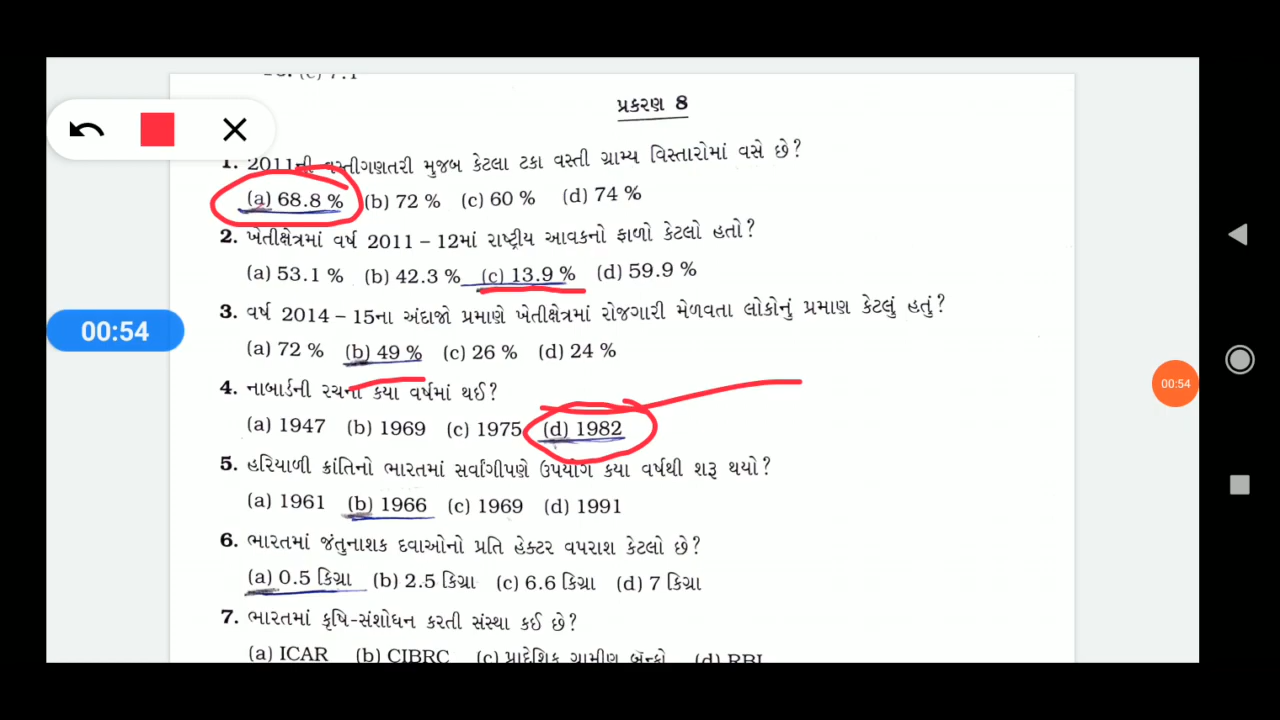 પ્રકરણ 8
1. 2011ની વસ્તીગણતરી મુજબ કેટલા ટકા વસ્તી ગ્રામ્ય વિસ્તારોમાં વસે છે?
(a) 68.8 % (b) 72 % (c) 60 % (d) 74 %
2. ખેતીક્ષેત્રમાં વર્ષ 2011 – 12માં રાષ્ટ્રીય આવકનો ફાળો કેટલો હતો?
(a) 53.1 % (b) 42.3 % (c) 13.9 % (d) 59.9 %
00:54
3. વર્ષ 2014 – 15ના અંદાજો પ્રમાણે ખેતીક્ષેત્રમાં રોજગારી મેળવતા લોકોનું પ્રમાણ કેટલું હતું?
(a) 72 % (b) 49 % (c) 26 % (d) 24 %
00:54
4. નાબાર્ડની રચના કયા વર્ષમાં થઈ?
(a) 1947 (b) 1969 (c) 1975 (d) 1982
5. હરિયાળી ક્રાંતિનો ભારતમાં સર્વાંગીપણે ઉપયોગ કયા વર્ષથી શરૂ થયો?
(a) 1961 (b) 1966 (c) 1969 (d) 1991
6. ભારતમાં જંતુનાશક દવાઓનો પ્રતિ હેક્ટર વપરાશ કેટલો છે?
(a) 0.5 કિગ્રા (b) 2.5 કિગ્રા (c) 6.6 કિગ્રા (d) 7 કિગ્રા
7. ભારતમાં કૃષિ-સંશોધન કરતી સંસ્થા કઈ છે?
(a) ICAR (b) CIBRC (c) પ્રાદેશિક ગ્રામીણ બૅન્કો (d) RBI